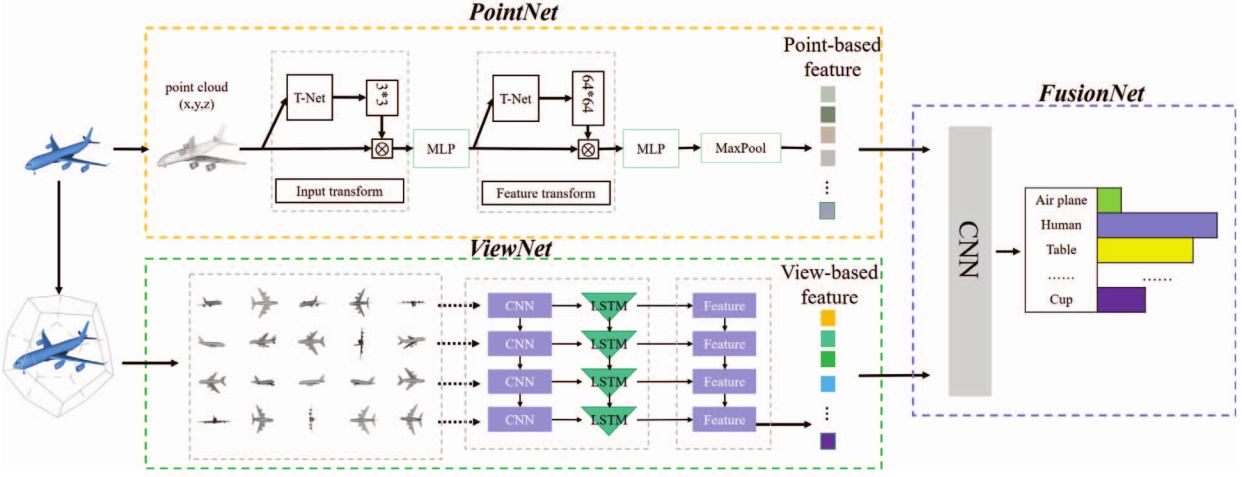 PointNet
Point-based
feature
point cloud
(x,y,z)
T-Net
3*3
T-Net
64*64
MLP
MLP
MaxPool
Input transform
Feature transform
FusionNet
CNN
Air plane
Human
Table
......
......
Cup
ViewNet
View-based
feature
CNN
LSTM
Feature
CNN
LSTM
Feature
CNN
LSTM
Feature
CNN
LSTM
Feature